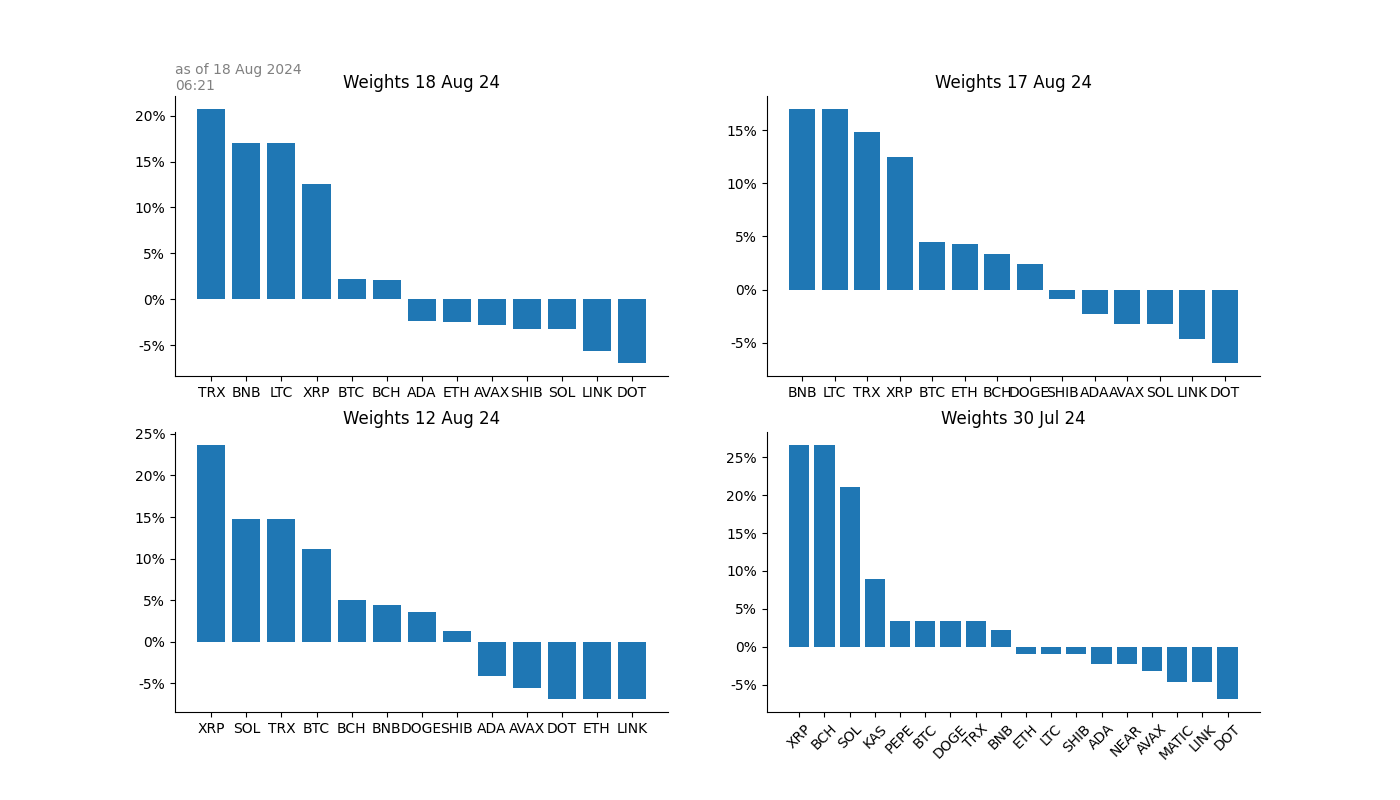 as of 18 Aug 2024
06:21
Weights 18 Aug 24
20%
15%
10%
5%
0%
-5%
TRX BNB LTC XRP BTC BCH ADA ETH AVAX SHIB SOL LINK DOT
Weights 17 Aug 24
15%
10%
5%
0%
-5%
BNB LTC TRX XRP BTC ETH BCH DOGE SHIB ADA AVAX SOL LINK DOT
Weights 12 Aug 24
25%
20%
15%
10%
5%
0%
-5%
XRP SOL TRX BTC BCH BNB DOGE SHIB ADA AVAX DOT ETH LINK
Weights 30 Jul 24
25%
20%
15%
10%
5%
0%
-5%
XRP BCH SOL KAS PEPE BTC DOGE TRX BNB ETH LTC SHIB ADA NEAR AVAX MATIC LINK DOT